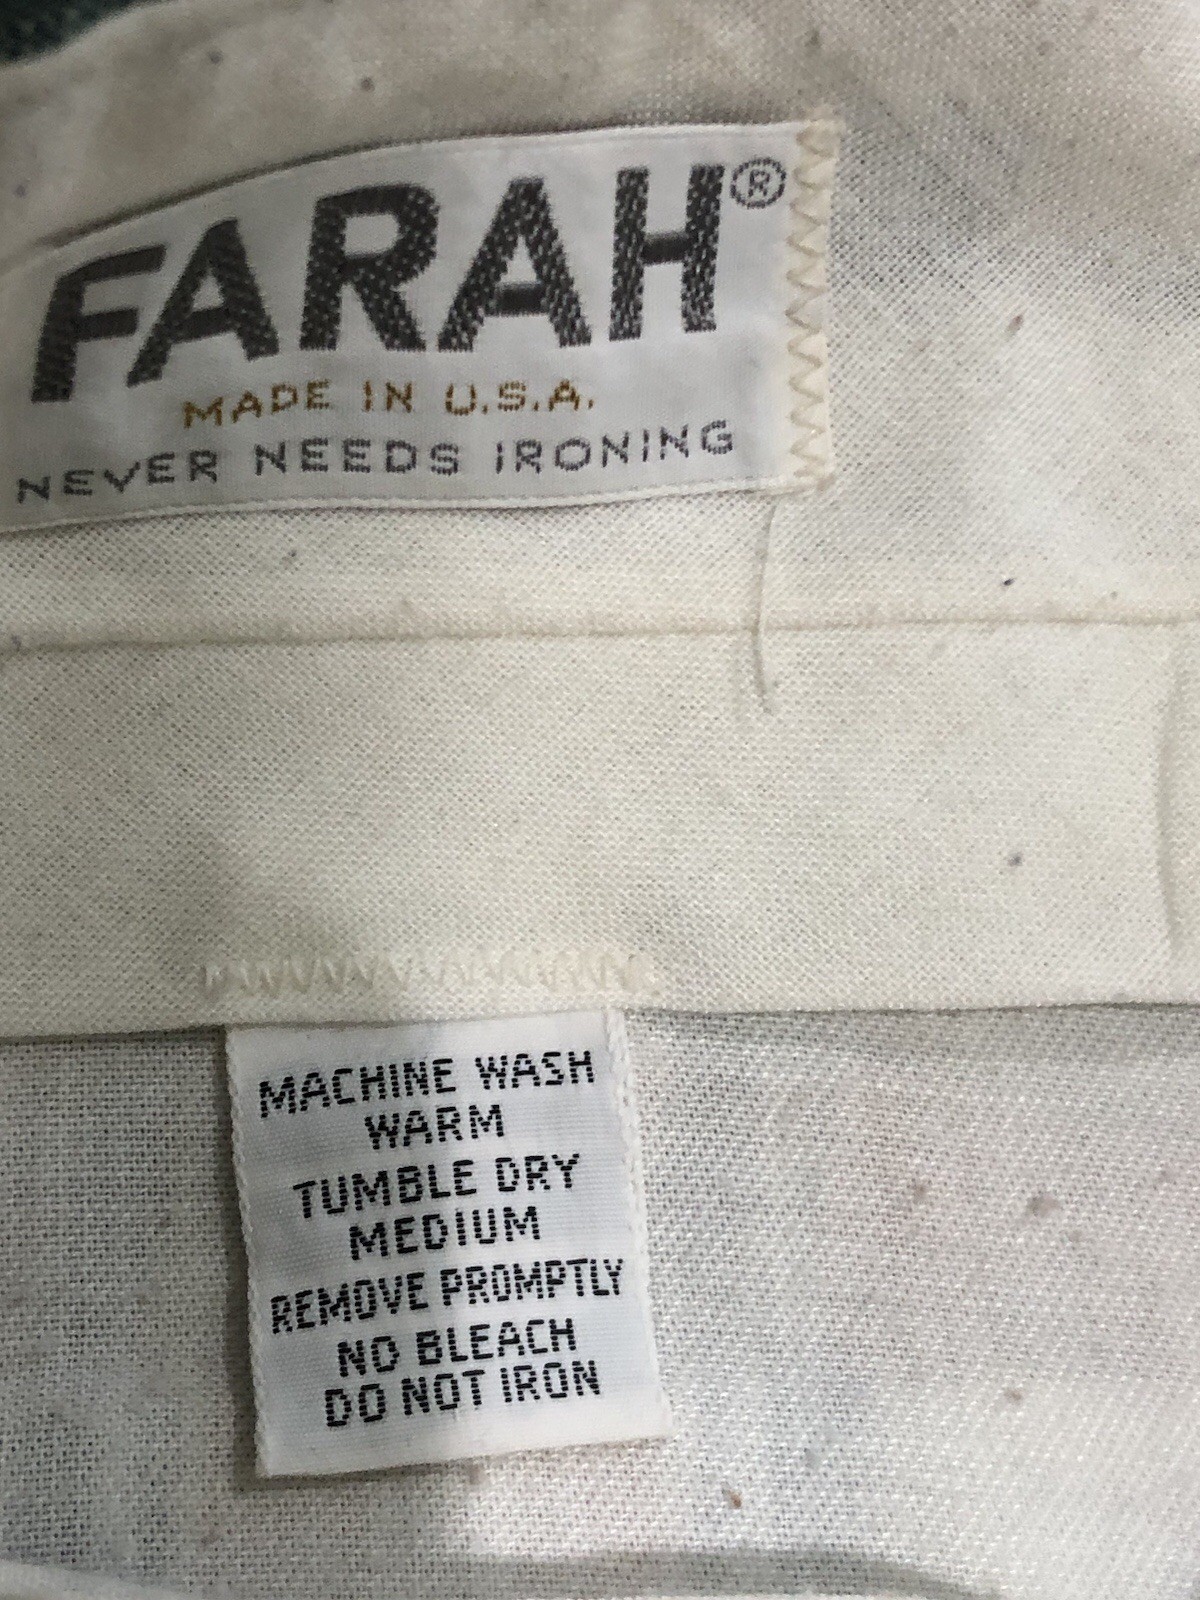 FARAH®
MADE IN U.S.A.
NEVER NEEDS IRONING
MACHINE WASH
WARM
TUMBLE DRY
MEDIUM
REMOVE PROMPTLY
NO BLEACH
DO NOT IRON